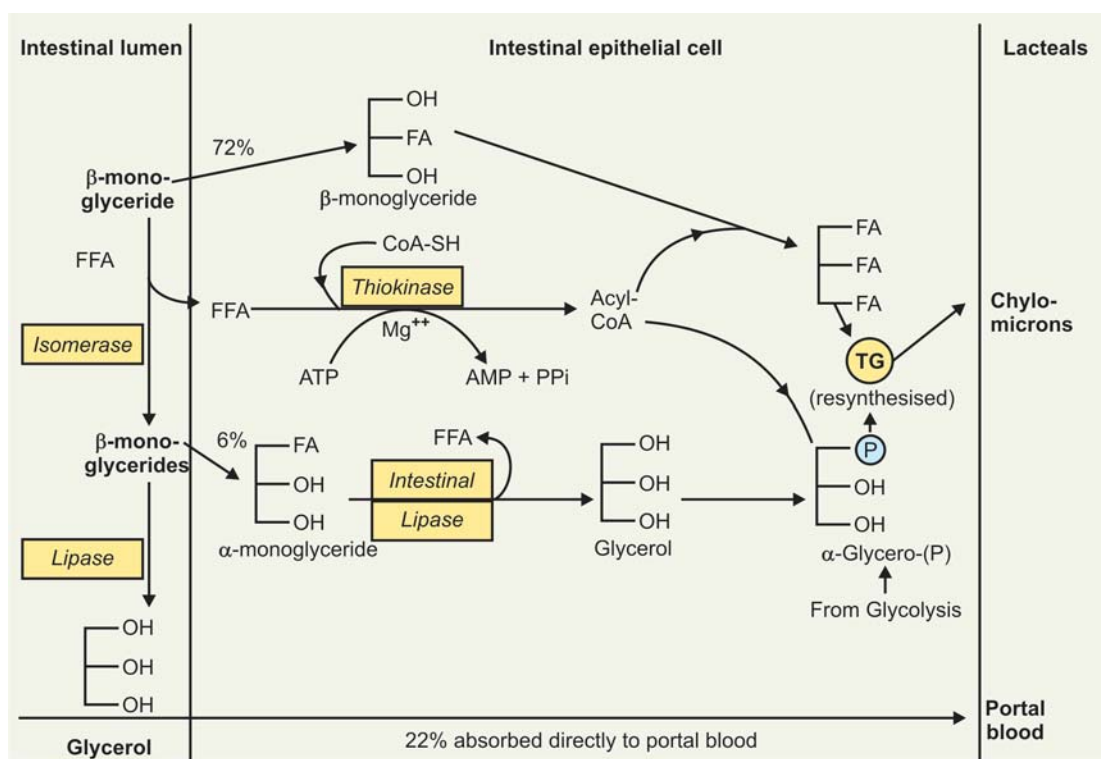 Intestinal lumen
Intestinal epithelial cell
Lacteals
OH
72%
FA
β-mono-
glyceride
OH
β-monoglyceride
FA
CoA-SH
FFA
FA
Thiokinase
Acyl-
CoA
FFA
FA
Chylo-
microns
Mg++
Isomerase
TG
ATP
AMP + PPi
(resynthesised)
β-mono-
glycerides
6%
FA
FFA
OH
P
Intestinal
OH
OH
OH
Lipase
OH
OH
OH
α-monoglyceride
Glycerol
α-Glycero-(P)
Lipase
From Glycolysis
OH
OH
OH
Portal
blood
Glycerol
22% absorbed directly to portal blood